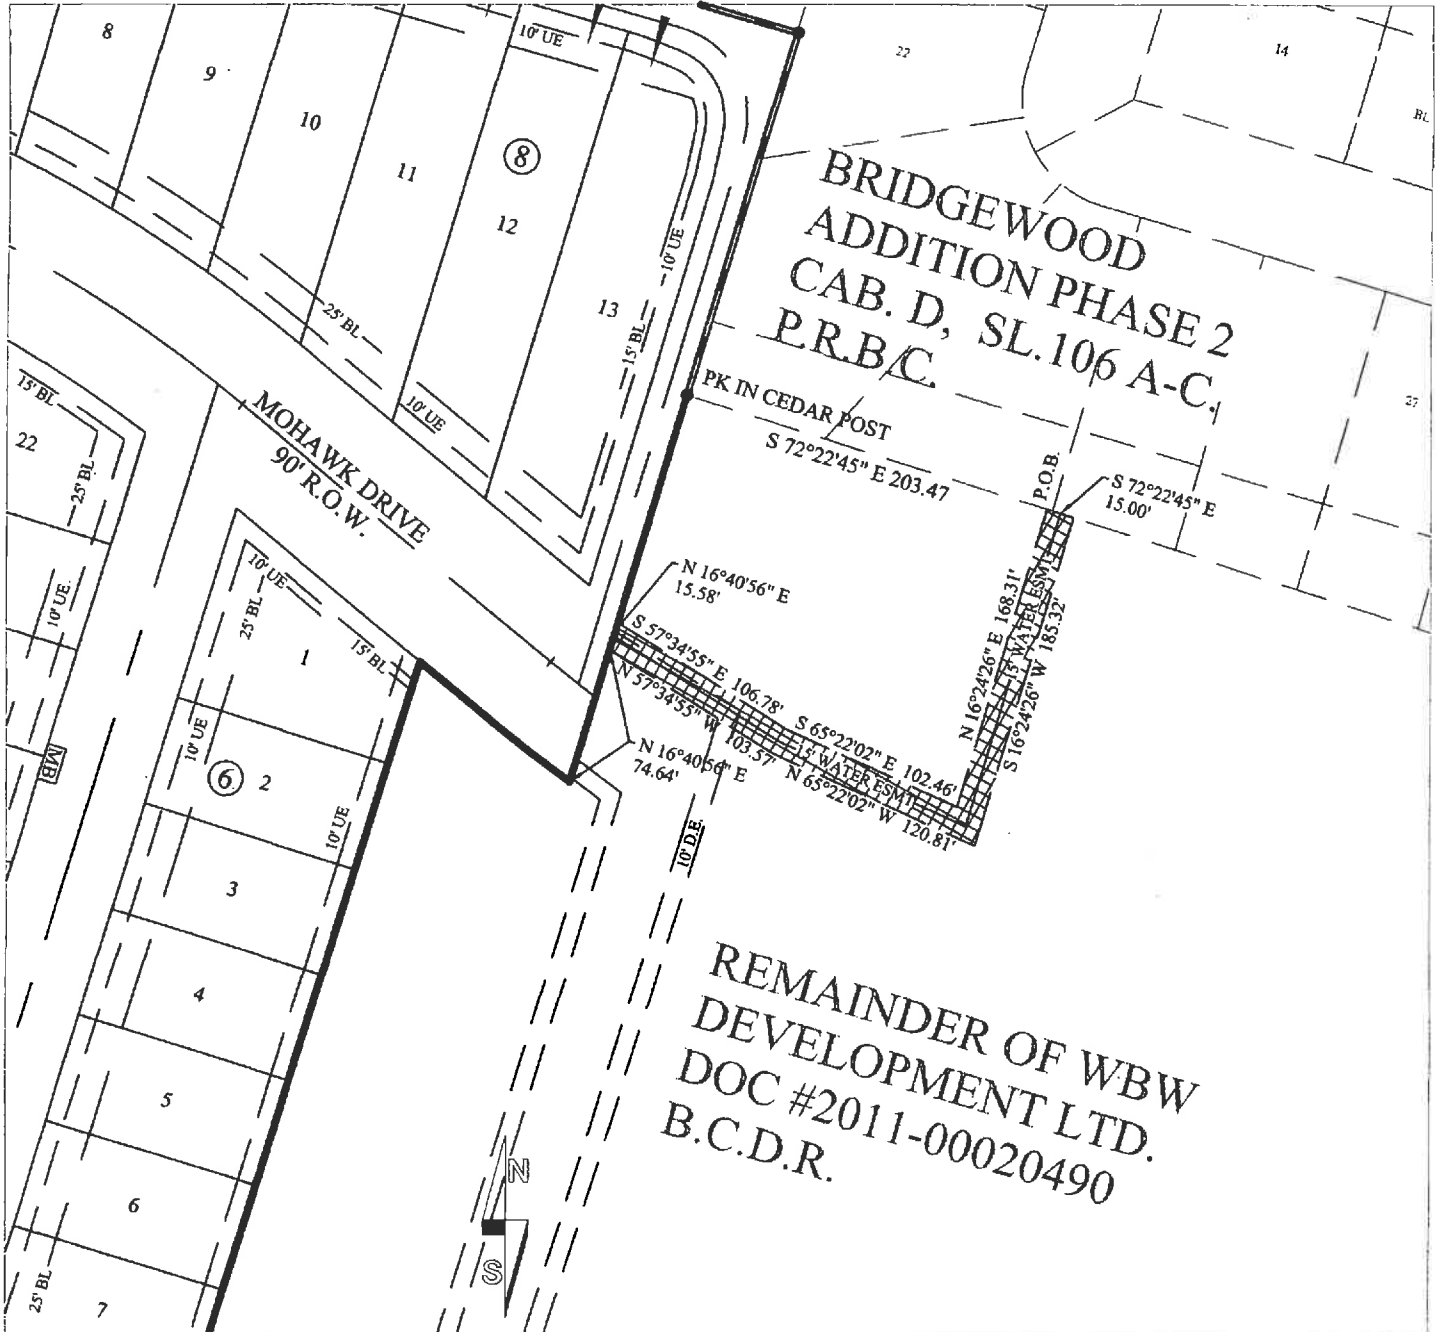 8
9
10
11
12
13
8
10' UE
22
14
BL
27
10' UE
15' BL
25' BL
10' UE
BRIDGEWOOD
ADDITION PHASE 2
CAB. D, SL.106 A-C.
P.R.B.C.
PK IN CEDAR POST
S 72°22'45" E 203.47
P.O.B.
S 72°22'45" E
15.00'
15' BL
22
25' BL
10' UE
MOHAWK DRIVE
90' R.O.W.
10' UE
25' BL
15' BL
1
N 16°40'56" E
15.58'
S 57°34'55" E 106.78'
N 57°34'55" W 103.57'
S 65°22'02" E 102.46'
15' WATER ESMT
N 65°22'02" W 120.81'
N 16°24'26" E 168.31'
15' WATER ESMT
S 16°24'26" W 185.32'
N 16°40'56" E
74.64'
10' UE
MB
6
2
10' UE
3
10' D.E.
4
5
6
7
25' BL
REMAINDER OF WBW
DEVELOPMENT LTD.
DOC #2011-00020490
B.C.D.R.
N
S